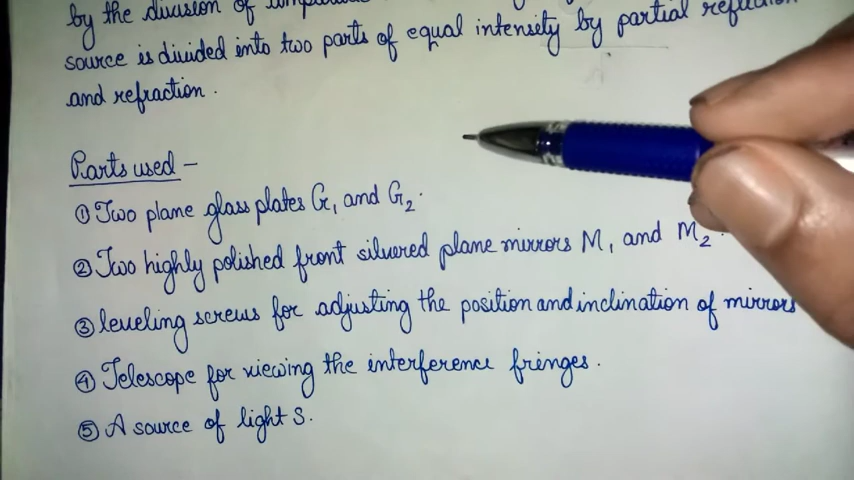 by the division of
source is divided into two parts of equal intensity by partial
and refraction.
Parts used -
① Two plane glass plates G1 and G2.
② Two highly polished front silvered plane mirrors M1 and M2.
③ leveling screws for adjusting the position and inclination of mirrors
④ Telescope for viewing the interference fringes.
⑤ A source of light S.